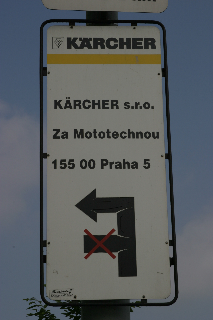 KÄRCHER
KÄRCHER s.r.o.
Za Mototechnou
155 00 Praha 5